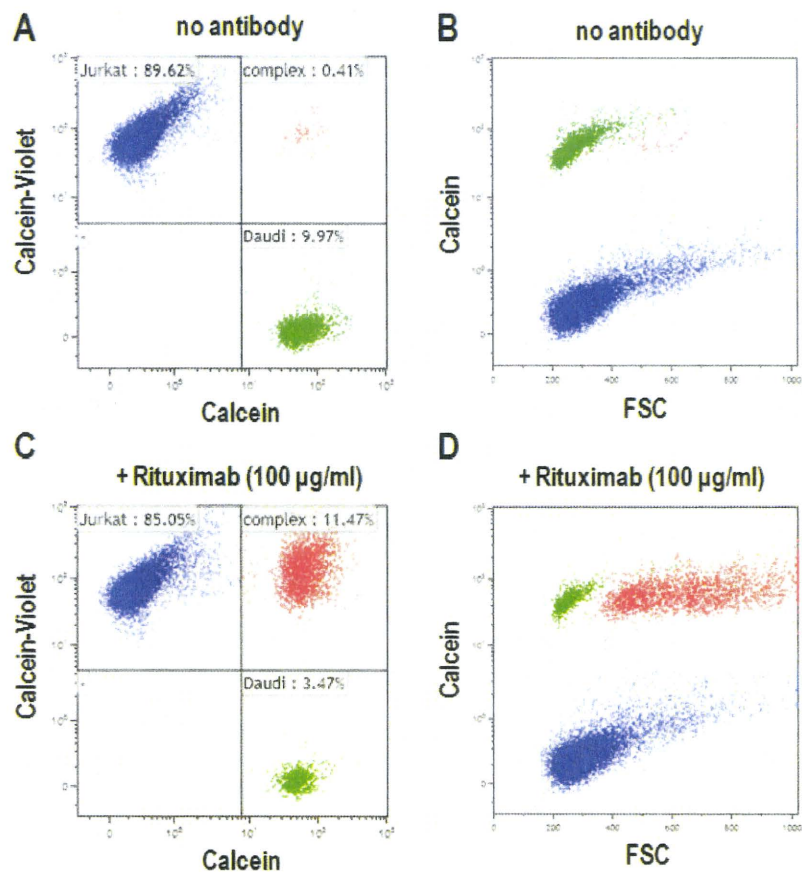 A
no antibody
Jurkat : 89.62%
complex : 0.41%
Daudi : 9.97%
Calcein-Violet
Calcein
B
no antibody
Calcein
200
400
600
800
1000
FSC
C
+ Rituximab (100 µg/ml)
Jurkat : 85.05%
complex : 11.47%
Daudi : 3.47%
Calcein-Violet
Calcein
D
+ Rituximab (100 µg/ml)
Calcein
200
400
600
800
1000
FSC